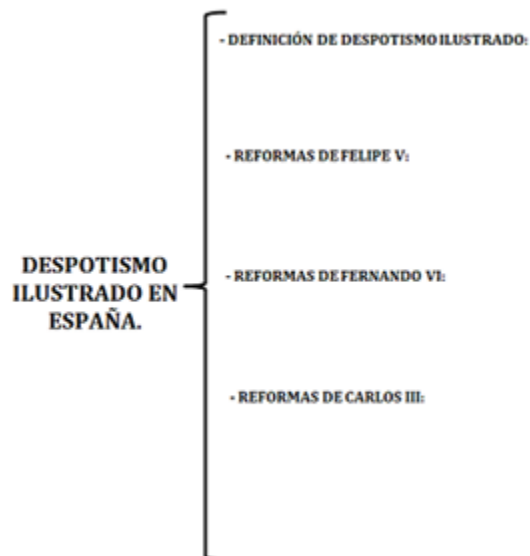 - DEFINICIÓN DE DESPOTISMO ILUSTRADO:
- REFORMAS DE FELIPE V:
DESPOTISMO
ILUSTRADO EN
ESPAÑA.
- REFORMAS DE FERNANDO VI:
- REFORMAS DE CARLOS III: